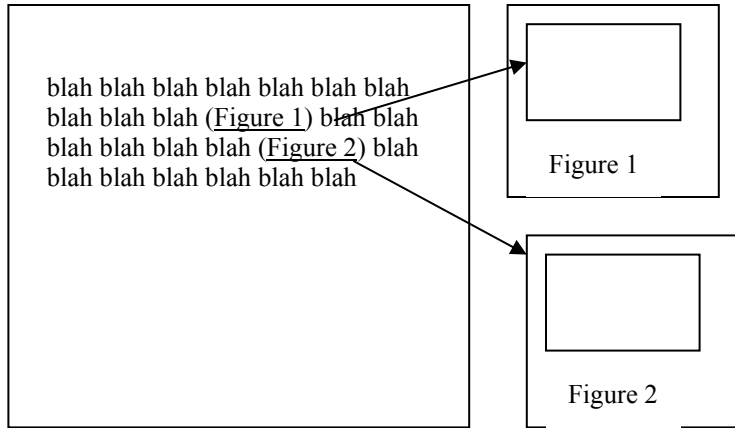 blah blah blah blah blah blah blah
blah blah blah (Figure 1) blah blah
blah blah blah blah (Figure 2) blah
blah blah blah blah blah blah
Figure 1
Figure 2